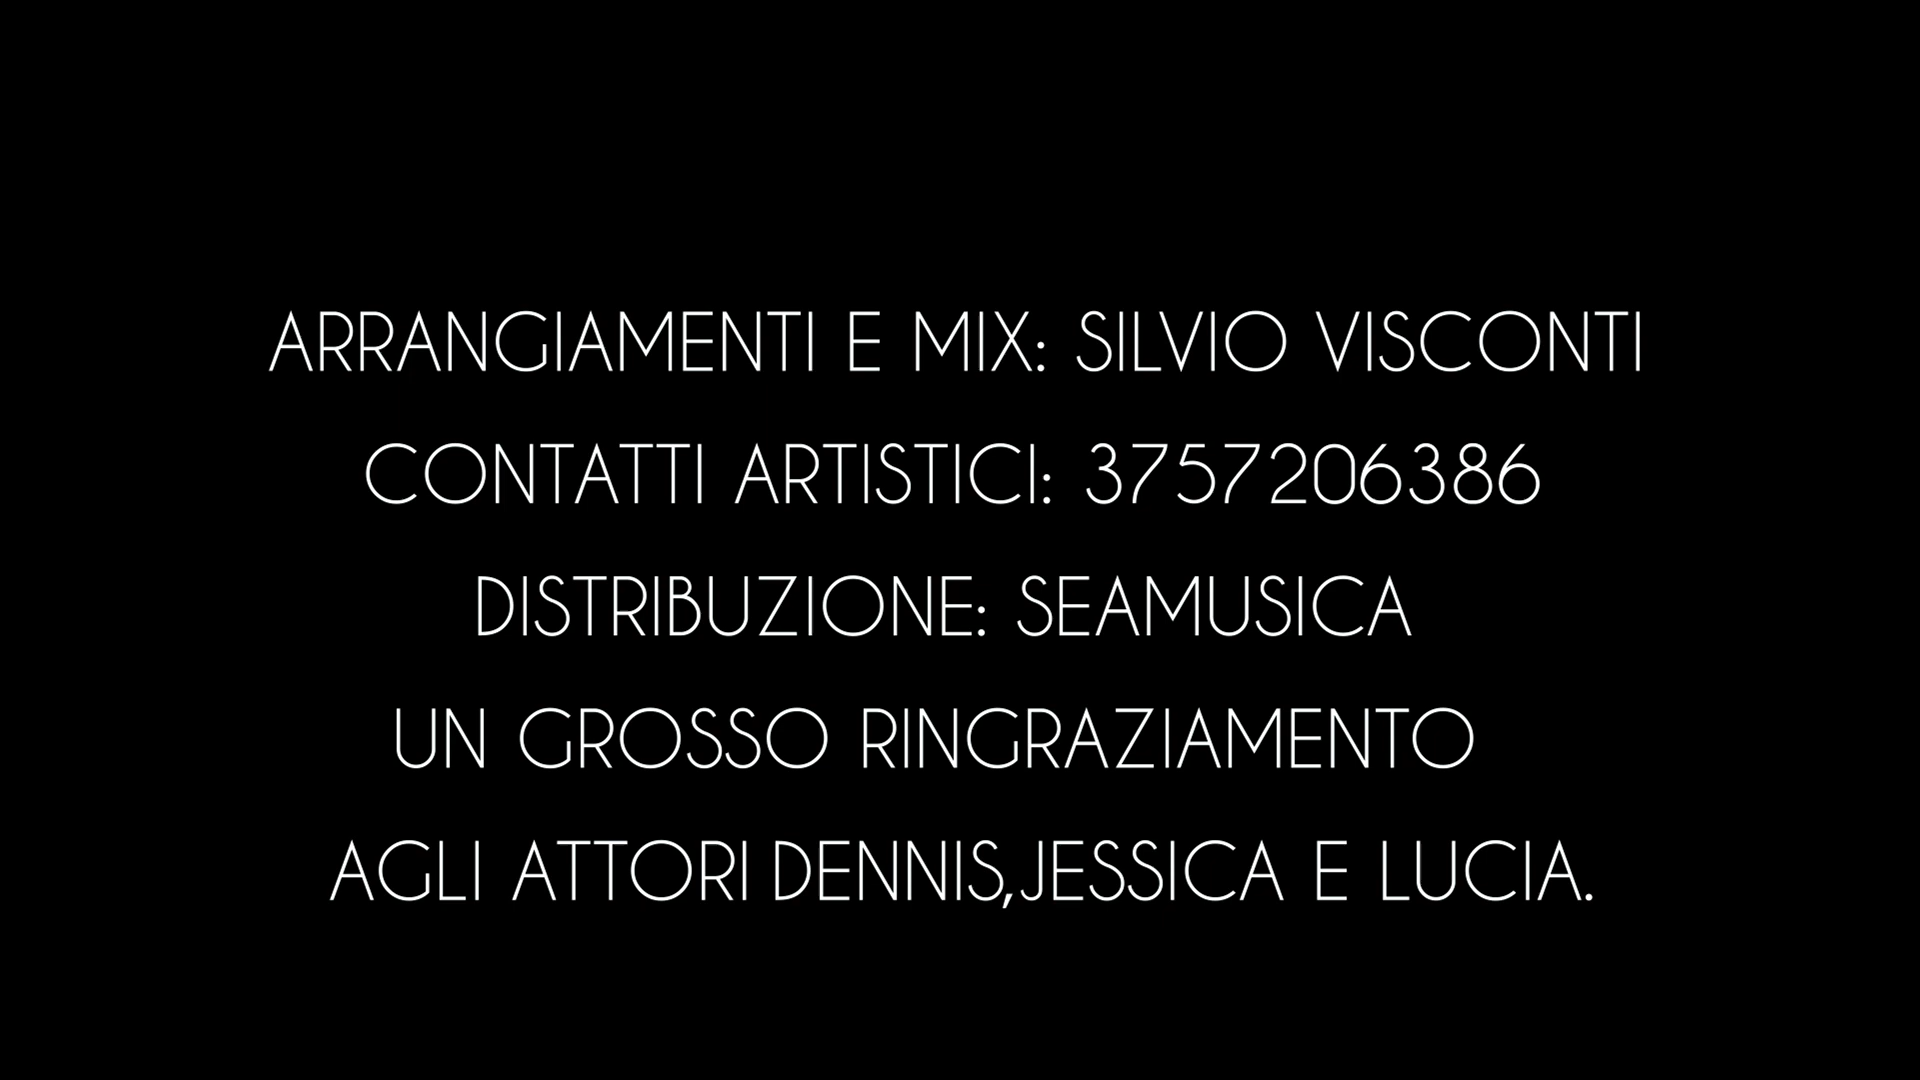 ARRANGIAMENTI E MIX: SILVIO VISCONTI
CONTATTI ARTISTICI: 3757206386
DISTRIBUZIONE: SEAMUSICA
UN GROSSO RINGRAZIAMENTO
AGLI ATTORI DENNIS,JESSICA E LUCIA.